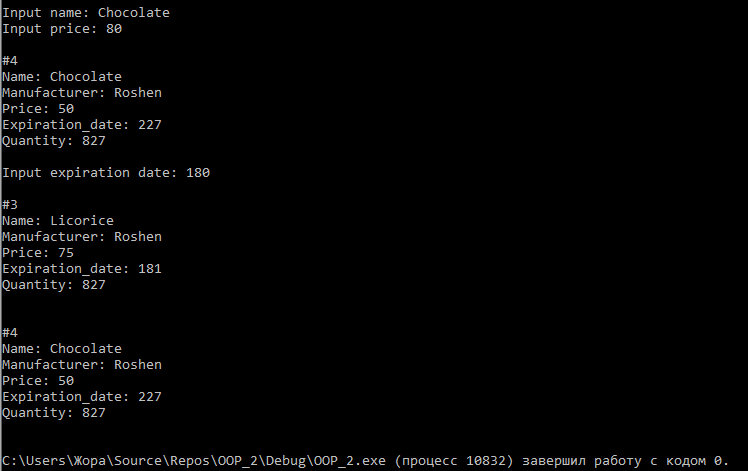 Input name: Chocolate
Input price: 80
#4
Name: Chocolate
Manufacturer: Roshen
Price: 50
Expiration_date: 227
Quantity: 827
Input expiration date: 180
#3
Name: Licorice
Manufacturer: Roshen
Price: 75
Expiration_date: 181
Quantity: 827
#4
Name: Chocolate
Manufacturer: Roshen
Price: 50
Expiration_date: 227
Quantity: 827
C:\Users\Жора\Source\Repos\OOP_2\Debug\OOP_2.exe (процесс 10832) завершил работу с кодом 0.